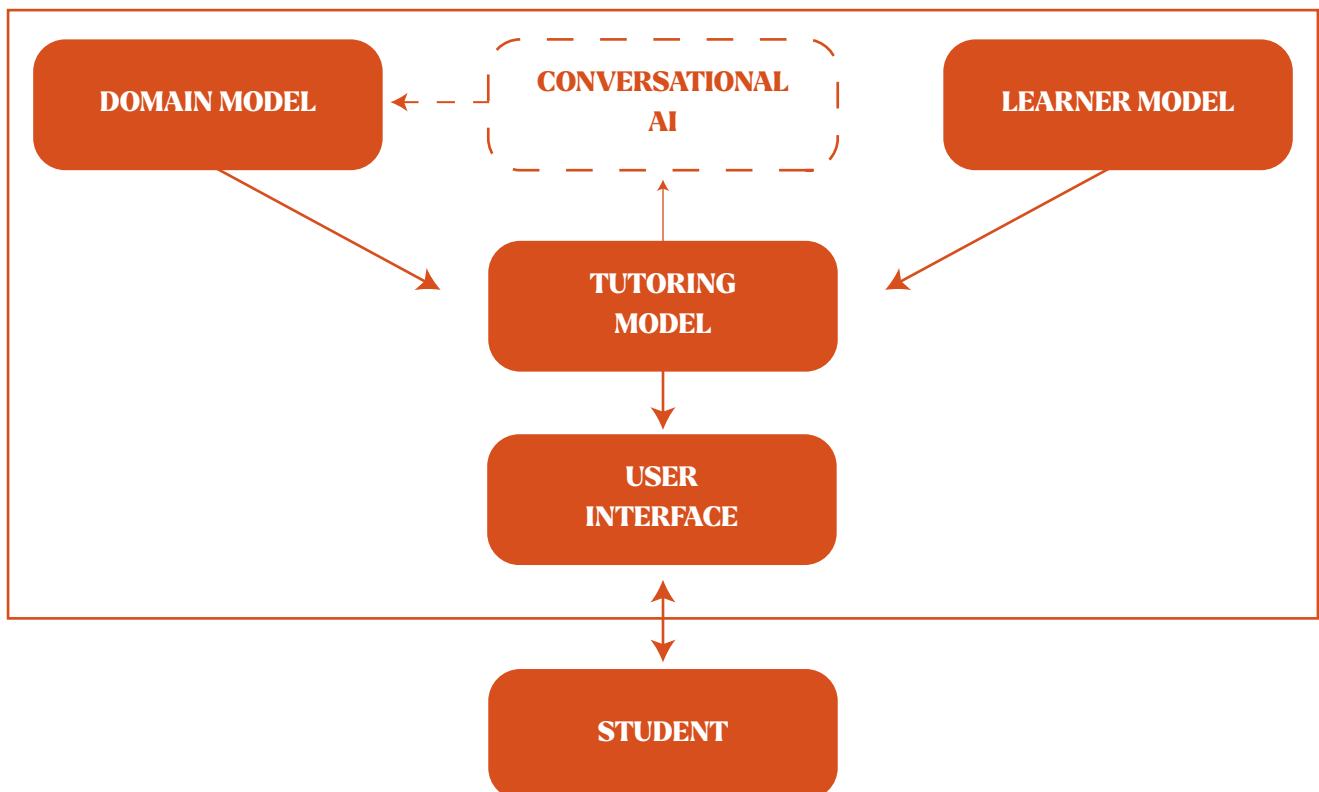 DOMAIN MODEL
CONVERSATIONAL
AI
LEARNER MODEL
TUTORING
MODEL
USER
INTERFACE
STUDENT